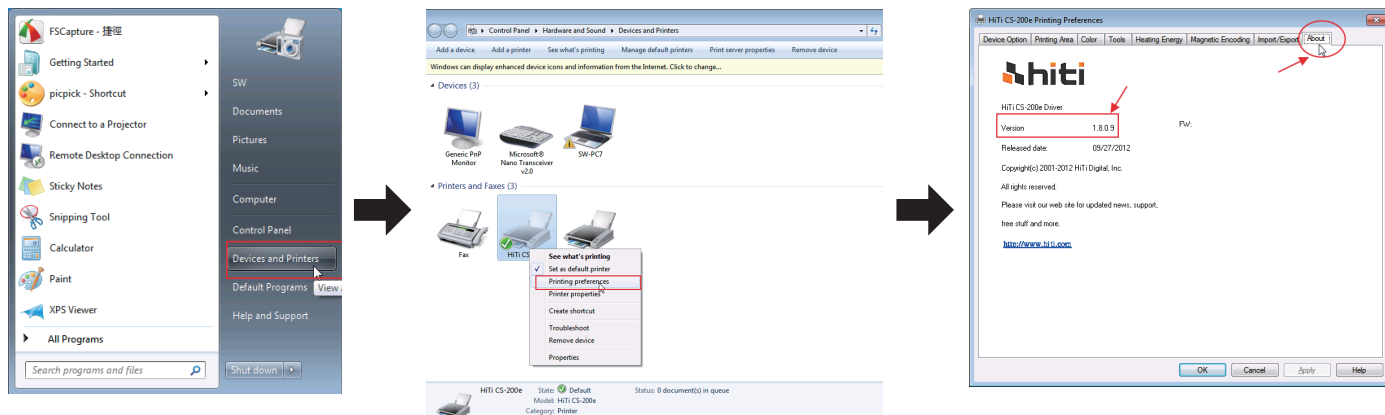 FSCapture - 捷徑
Getting Started
picpick - Shortcut
Connect to a Projector
Remote Desktop Connection
Sticky Notes
Snipping Tool
Calculator
Paint
XPS Viewer
All Programs
Search programs and files
SW
Documents
Pictures
Music
Computer
Control Panel
Devices and Printers
Default Programs
View
Help and Support
Shut down
Control Panel Hardware and Sound Devices and Printers
Add a device Add a printer See what's printing Manage default printers Print server properties Remove device
Windows can display enhanced device icons and information from the Internet. Click to change...
Devices (3)
Generic PnP Monitor
Microsoft® Nano Transceiver v2.0
SW-PC7
Printers and Faxes (3)
Fax
HiTi CS
See what's printing
Set as default printer
Printing preferences
Printer properties
Create shortcut
Troubleshoot
Remove device
Properties
HiTi CS-200e State: Default Status: 0 document(s) in queue
Model: HiTi CS-200e
Category: Printer
HiTi CS-200e Printing Preferences
Device Option Printing Area Color Tools Heating Energy Magnetic Encoding Import/Export About
hiti
HiTi CS-200e Driver
Version 1.8.0.9 FW:
Released date: 09/27/2012
Copyright(c) 2001-2012 HiTi Digital, Inc.
All rights reserved.
Please visit our web site for updated news, support,
free stuff and more.
http://www.hiti.com
OK Cancel Apply Help